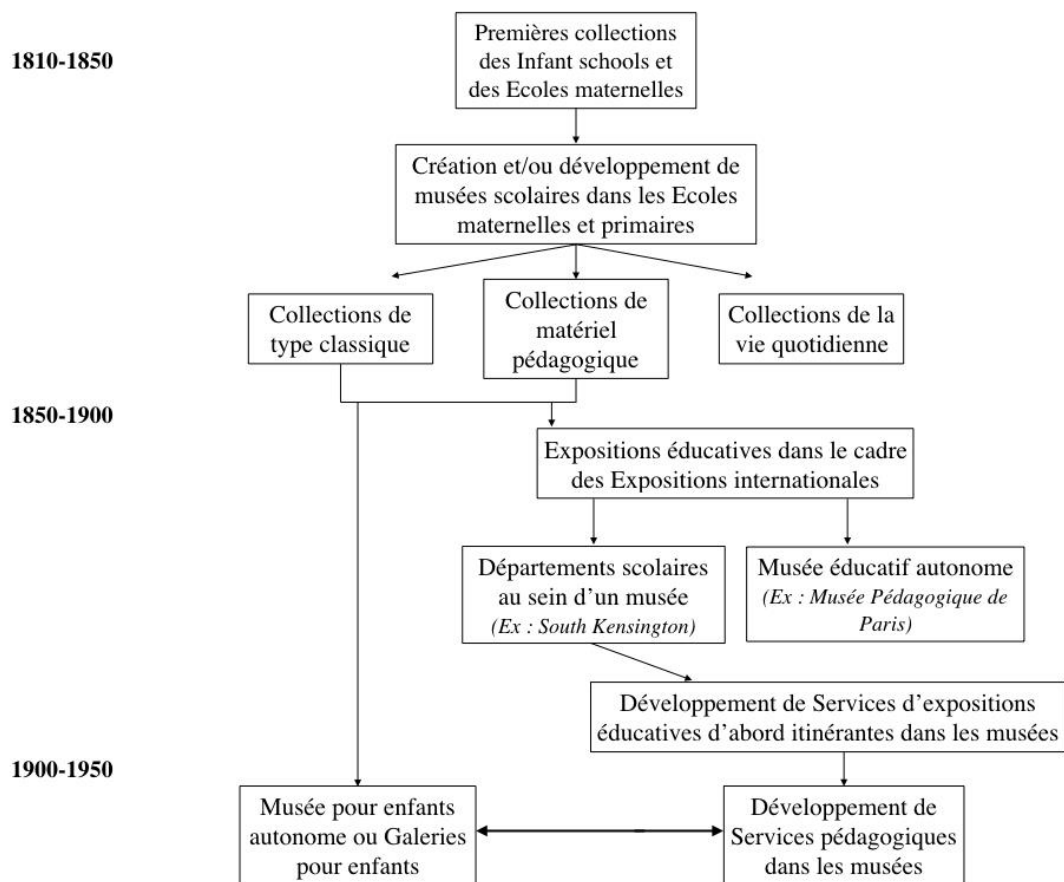 1810-1850
Premières collections
des Infant schools et
des Ecoles maternelles
Création et/ou développement de
musées scolaires dans les Ecoles
maternelles et primaires
Collections de
type classique
Collections de
matériel
pédagogique
Collections de la
vie quotidienne
1850-1900
Expositions éducatives dans le cadre
des Expositions internationales
Départements scolaires
au sein d’un musée
(Ex : South Kensington)
Musée éducatif autonome
(Ex : Musée Pédagogique de
Paris)
Développement de Services d’expositions
éducatives d’abord itinérantes dans les musées
1900-1950
Musée pour enfants
autonome ou Galeries
pour enfants
Développement de
Services pédagogiques
dans les musées